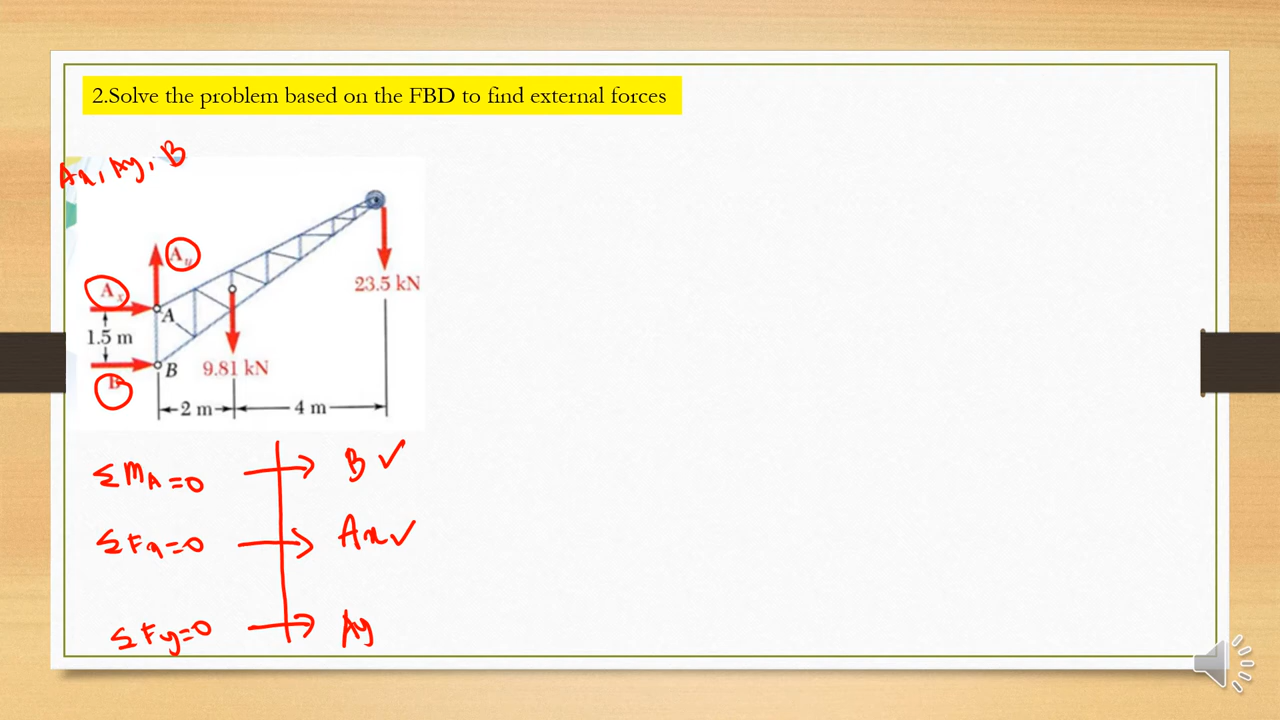 2.Solve the problem based on the FBD to find external forces
Ax, Ay, B
Ay
Ax
A
1.5 m
B
B
23.5 kN
9.81 kN
2 m
4 m
ΣMA=0 → B ✓
ΣFx=0 → Ax ✓
ΣFy=0 → Ay